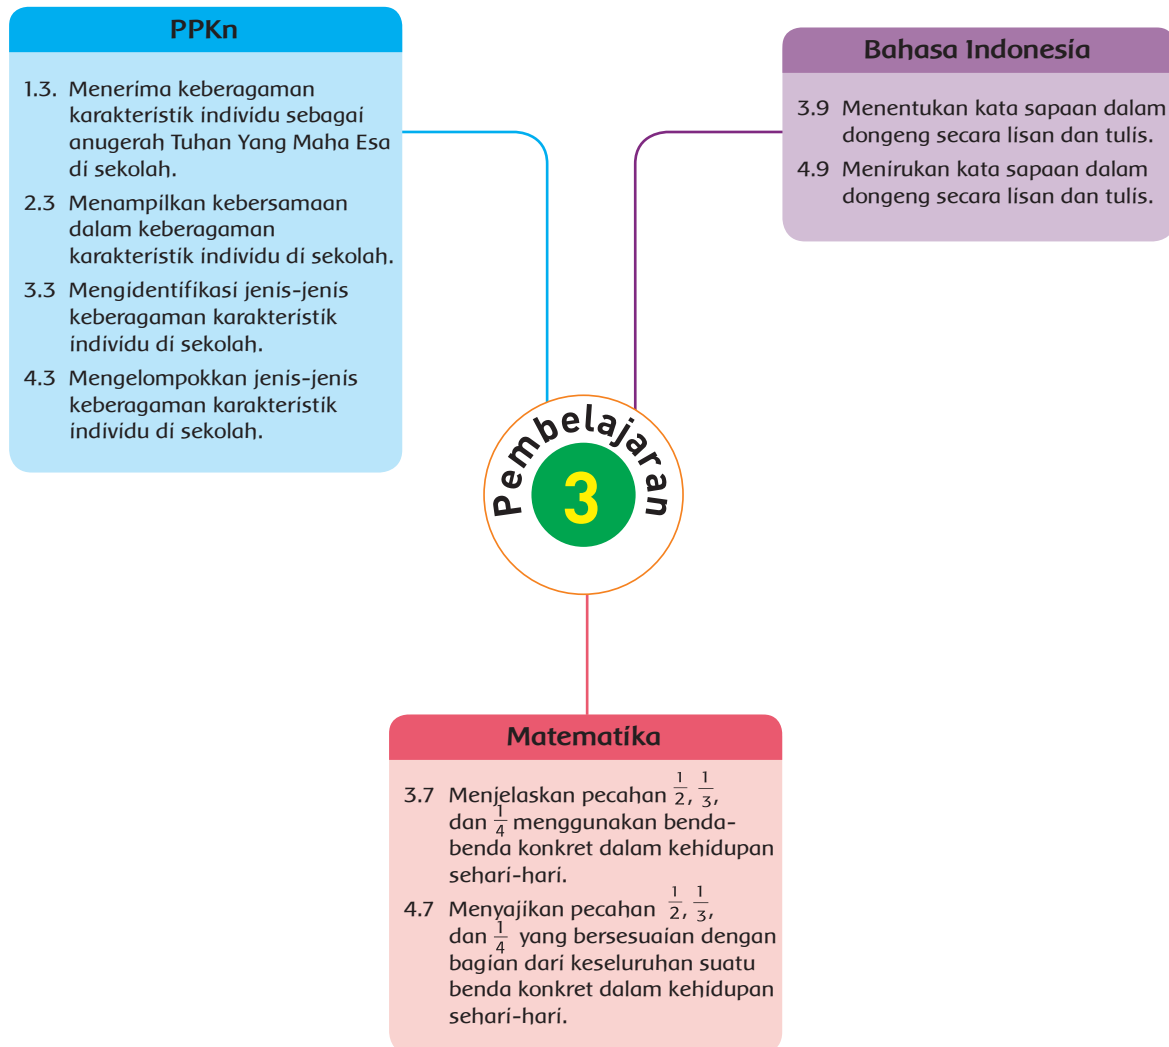 PPKn
1.3. Menerima keberagaman
karakteristik individu sebagai
anugerah Tuhan Yang Maha Esa
di sekolah.
2.3 Menampilkan kebersamaan
dalam keberagaman
karakteristik individu di sekolah.
3.3 Mengidentifikasi jenis-jenis
keberagaman karakteristik
individu di sekolah.
4.3 Mengelompokkan jenis-jenis
keberagaman karakteristik
individu di sekolah.
Bahasa Indonesia
3.9 Menentukan kata sapaan dalam
dongeng secara lisan dan tulis.
4.9 Menirukan kata sapaan dalam
dongeng secara lisan dan tulis.
Pembelajaran
3
Matematika
3.7 Menjelaskan pecahan 1/2, 1/3,
dan 1/4 menggunakan benda-
benda konkret dalam kehidupan
sehari-hari.
4.7 Menyajikan pecahan 1/2, 1/3,
dan 1/4 yang bersesuaian dengan
bagian dari keseluruhan suatu
benda konkret dalam kehidupan
sehari-hari.